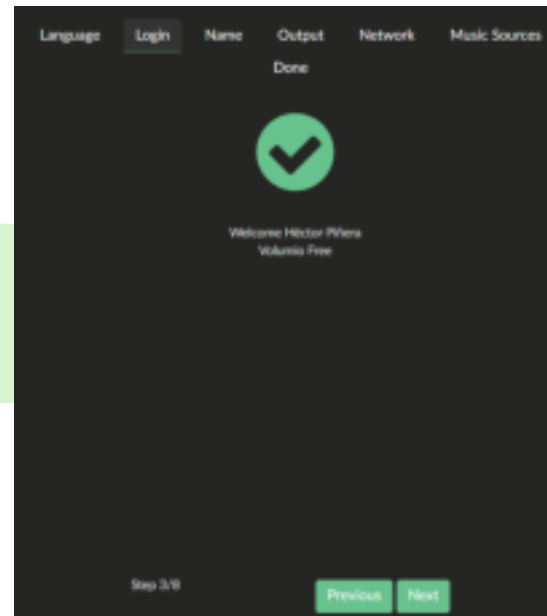 Language Login Name Output Network Music Sources
Done
Welcome Héctor Piñera
Volumio Free
Step 3/8
Previous Next